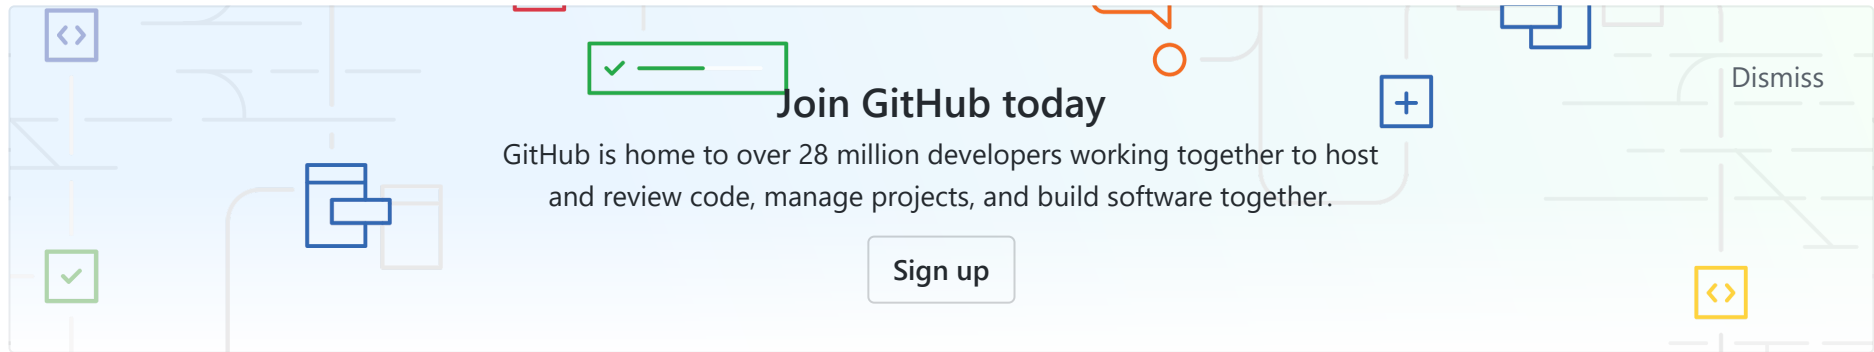 Dismiss
Join GitHub today
GitHub is home to over 28 million developers working together to host
and review code, manage projects, and build software together.
Sign up